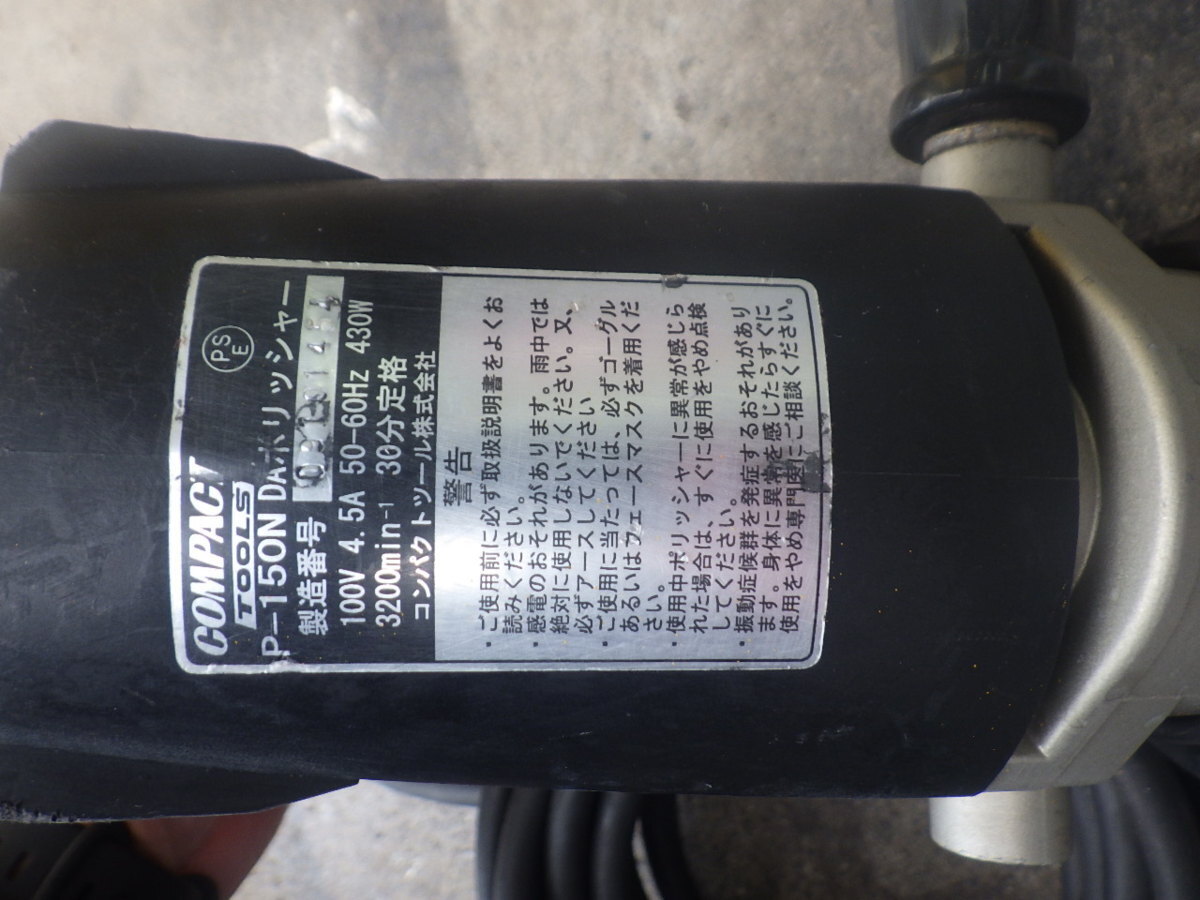 COMPACT
TOOLS
PSE
P-150N DAポリッシャー
製造番号
100V 4.5A 50-60Hz 430W
3200min⁻¹ 30分定格
コンパクトツール株式会社
警告
・ご使用前に必ず取扱説明書をよくお
読みください。
・感電のおそれがあります。雨中では
絶対に使用しないでください。又、
必ずアースしてください
・ご使用に当たっては、必ずゴーグル
あるいはフェースマスクを着用くだ
さい。
・使用中ポリッシャーに異常が感じら
れた場合は、すぐに使用をやめ点検
してください。
・振動症候群を発症するおそれがあり
ます。身体に異常を感じたらすぐに
使用をやめ専門医にご相談ください。